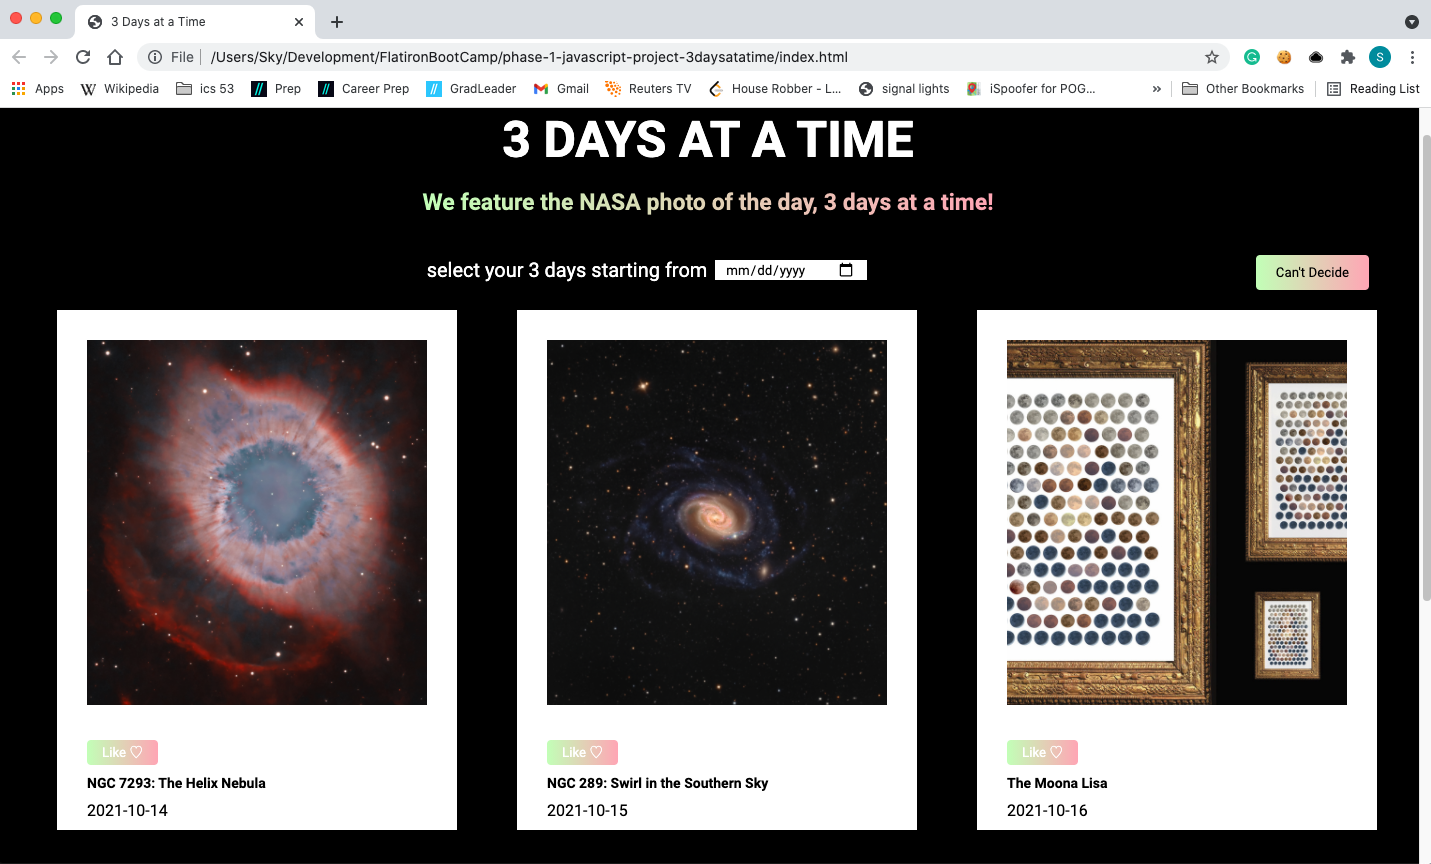 3 Days at a Time
File /Users/Sky/Development/FlatironBootCamp/phase-1-javascript-project-3daysatatime/index.html
S
Apps Wikipedia ics 53 Prep Career Prep GradLeader Gmail Reuters TV House Robber - L... signal lights iSpoofer for POG... » Other Bookmarks Reading List
3 DAYS AT A TIME
We feature the NASA photo of the day, 3 days at a time!
select your 3 days starting from mm/dd/yyyy
Can't Decide
Like ♡
NGC 7293: The Helix Nebula
2021-10-14
Like ♡
NGC 289: Swirl in the Southern Sky
2021-10-15
Like ♡
The Moona Lisa
2021-10-16